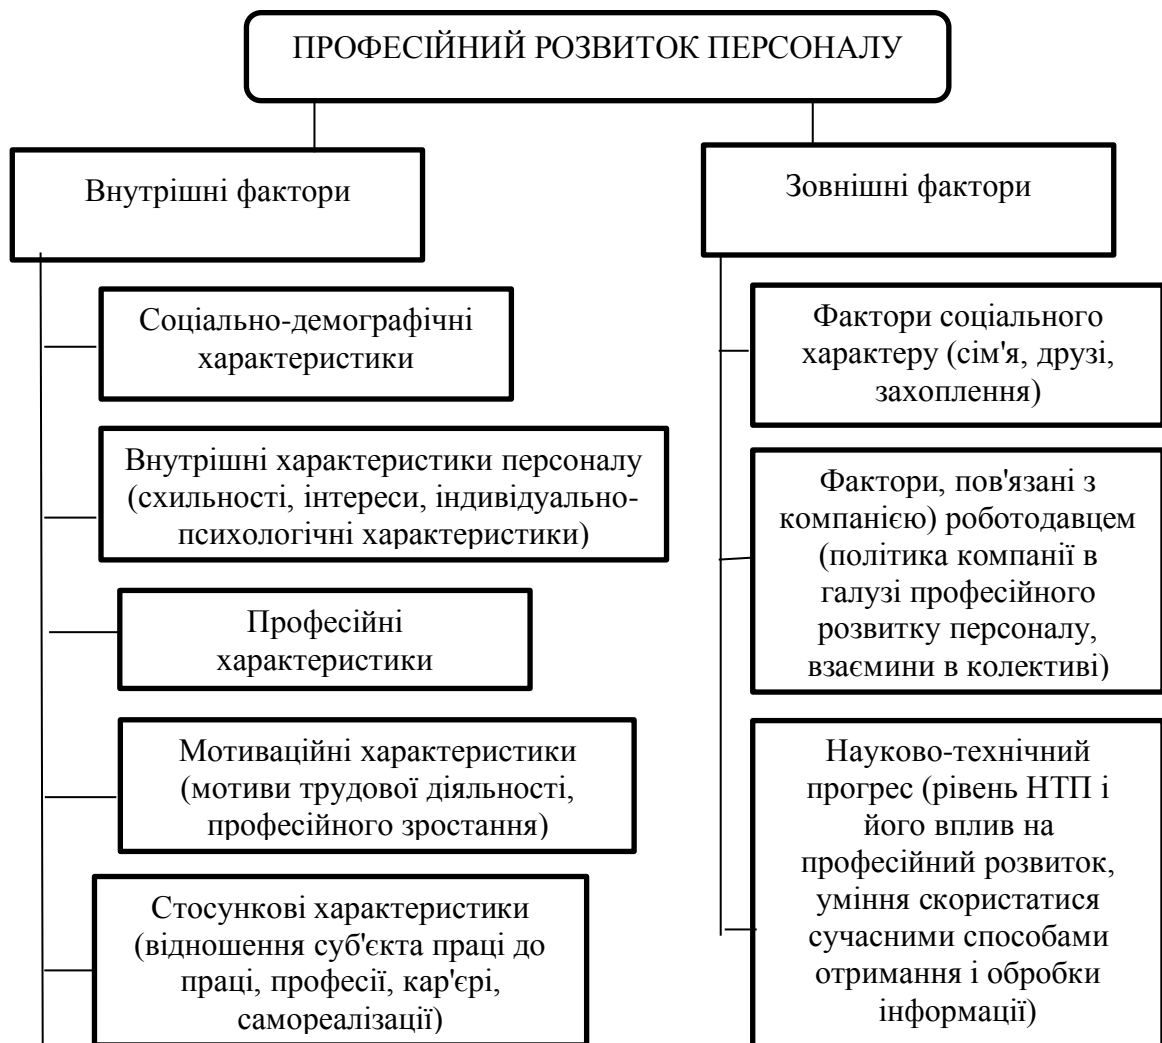 ПРОФЕСІЙНИЙ РОЗВИТОК ПЕРСОНАЛУ
Внутрішні фактори
Соціально-демографічні
характеристики
Внутрішні характеристики персоналу
(схильності, інтереси, індивідуально-
психологічні характеристики)
Професійні
характеристики
Мотиваційні характеристики
(мотиви трудової діяльності,
професійного зростання)
Стосункові характеристики
(відношення суб'єкта праці до
праці, професії, кар'єрі,
самореалізації)
Зовнішні фактори
Фактори соціального
характеру (сім'я, друзі,
захоплення)
Фактори, пов'язані з
компанією) роботодавцем
(політика компанії в
галузі професійного
розвитку персоналу,
взаємини в колективі)
Науково-технічний
прогрес (рівень НТП і
його вплив на
професійний розвиток,
уміння скористатися
сучасними способами
отримання і обробки
інформації)